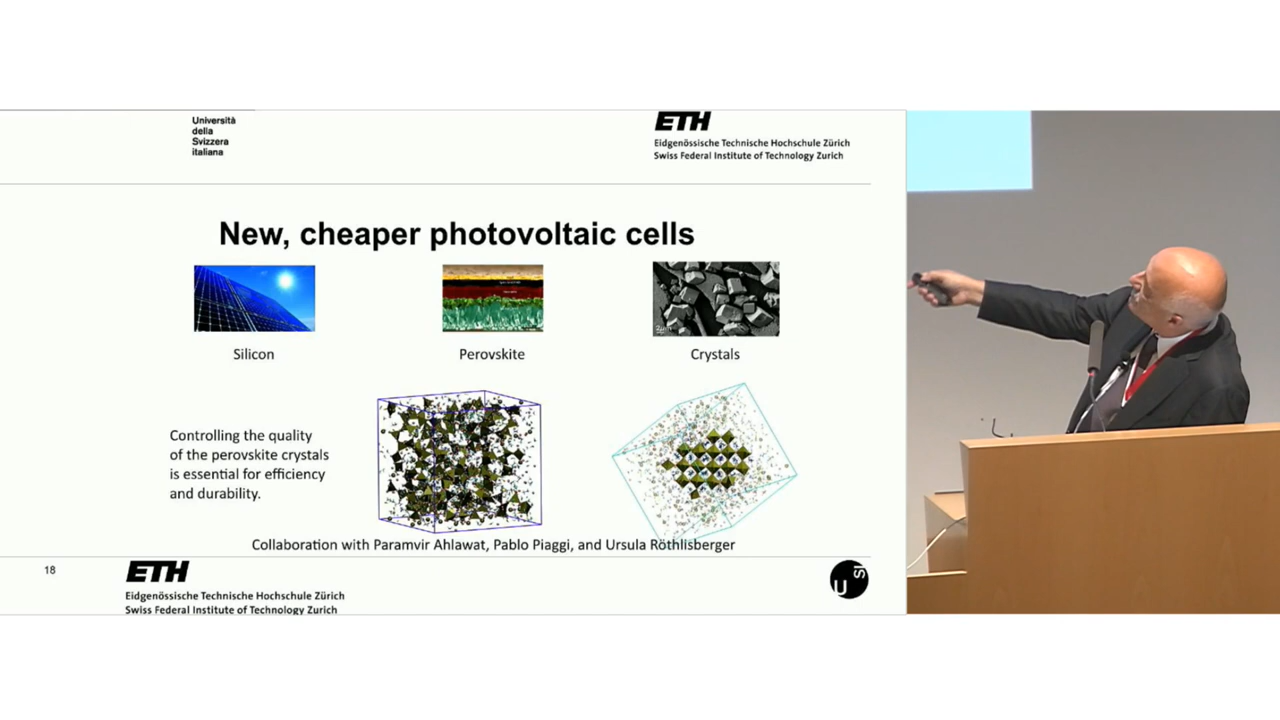 Università
della
Svizzera
italiana
ETH
Eidgenössische Technische Hochschule Zürich
Swiss Federal Institute of Technology Zurich
New, cheaper photovoltaic cells
Silicon
Perovskite
Crystals
Controlling the quality
of the perovskite crystals
is essential for efficiency
and durability.
Collaboration with Paramvir Ahlawat, Pablo Piaggi, and Ursula Röthlisberger
18
ETH
Eidgenössische Technische Hochschule Zürich
Swiss Federal Institute of Technology Zurich
USI